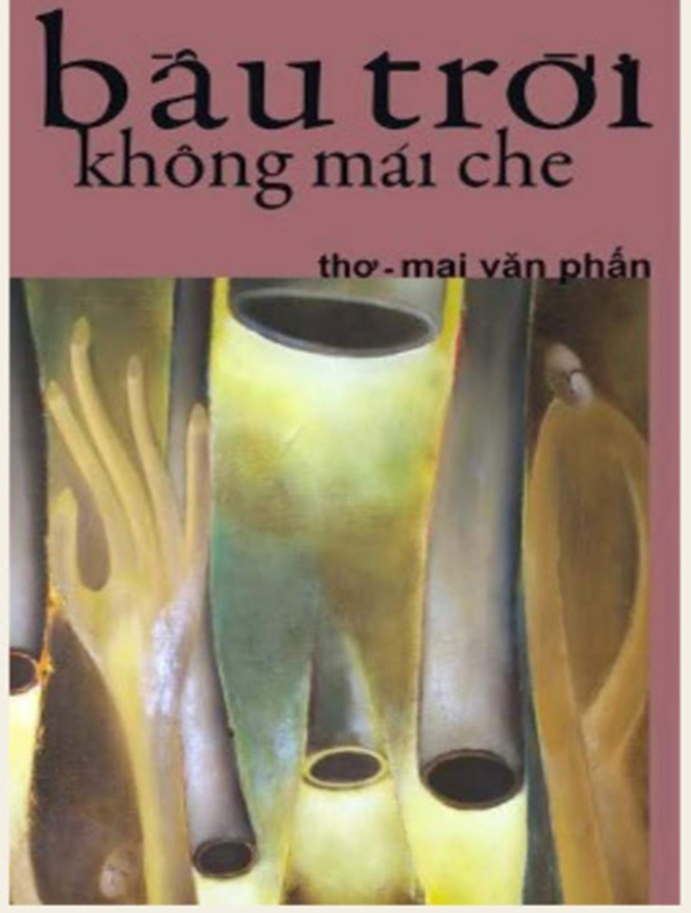 bầu trời
không mái che
thơ - mai văn phấn